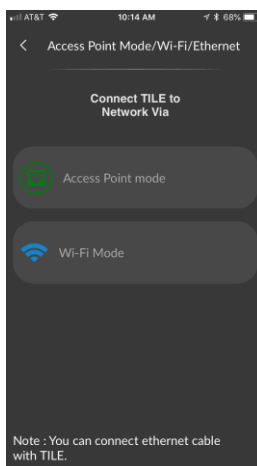 AT&T 10:14 AM 68%
Access Point Mode/Wi-Fi/Ethernet
Connect TILE to
Network Via
Access Point mode
Wi-Fi Mode
Note : You can connect ethernet cable
with TILE.